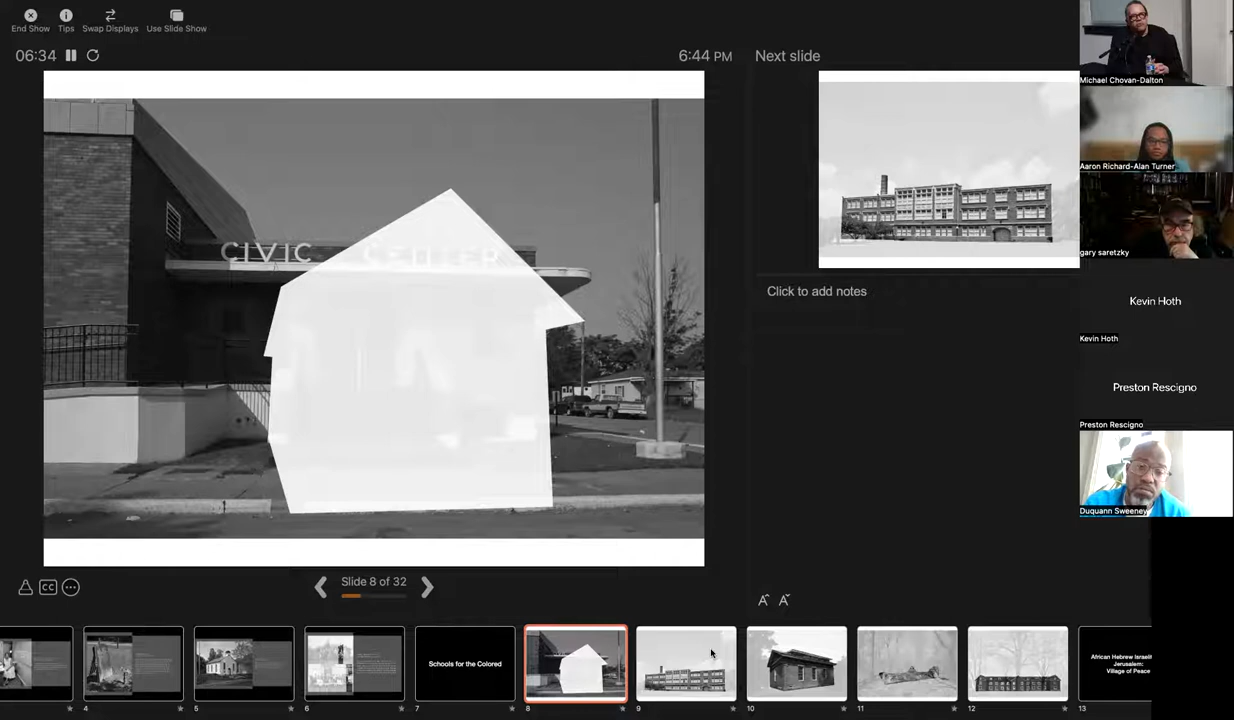 End Show
Tips
Swap Displays
Use Slide Show
06:34
6:44 PM
Next slide
CIVIC CENTER
Click to add notes
Slide 8 of 32
CC
Michael Chovan-Dalton
Aaron Richard-Alan Turner
gary saretzky
Kevin Hoth
Kevin Hoth
Preston Rescigno
Preston Rescigno
Duquann Sweeney
Schools for the Colored
African Hebrew Israelit
Jerusalem:
Village of Peace
4
5
6
7
8
9
10
11
12
13